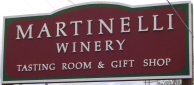 MARTINELLI
WINERY
TASTING ROOM & GIFT SHOP